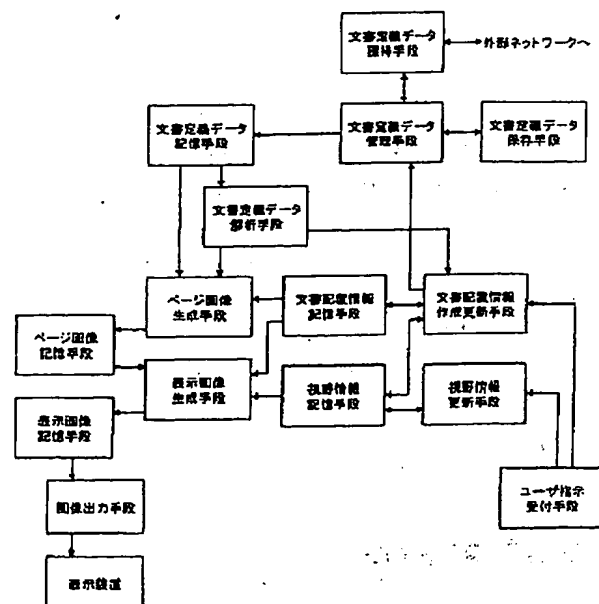 文書定義データ
獲得手段
外部ネットワークへ
文書定義データ
記憶手段
文書定義データ
管理手段
文書定義データ
保存手段
文書定義データ
解析手段
ページ画像
生成手段
文書配置情報
記憶手段
文書配置情報
作成更新手段
ページ画像
記憶手段
表示画像
生成手段
視野情報
記憶手段
視野情報
更新手段
表示画像
記憶手段
ユーザ指示
受付手段
画像出力手段
表示装置